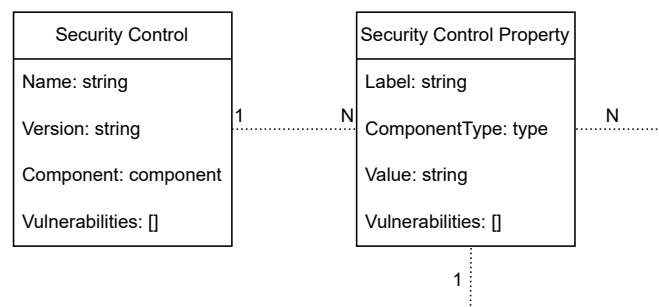 Security Control
Name: string
Version: string
Component: component
Vulnerabilities: []
1
N
Security Control Property
Label: string
ComponentType: type
Value: string
Vulnerabilities: []
N
1